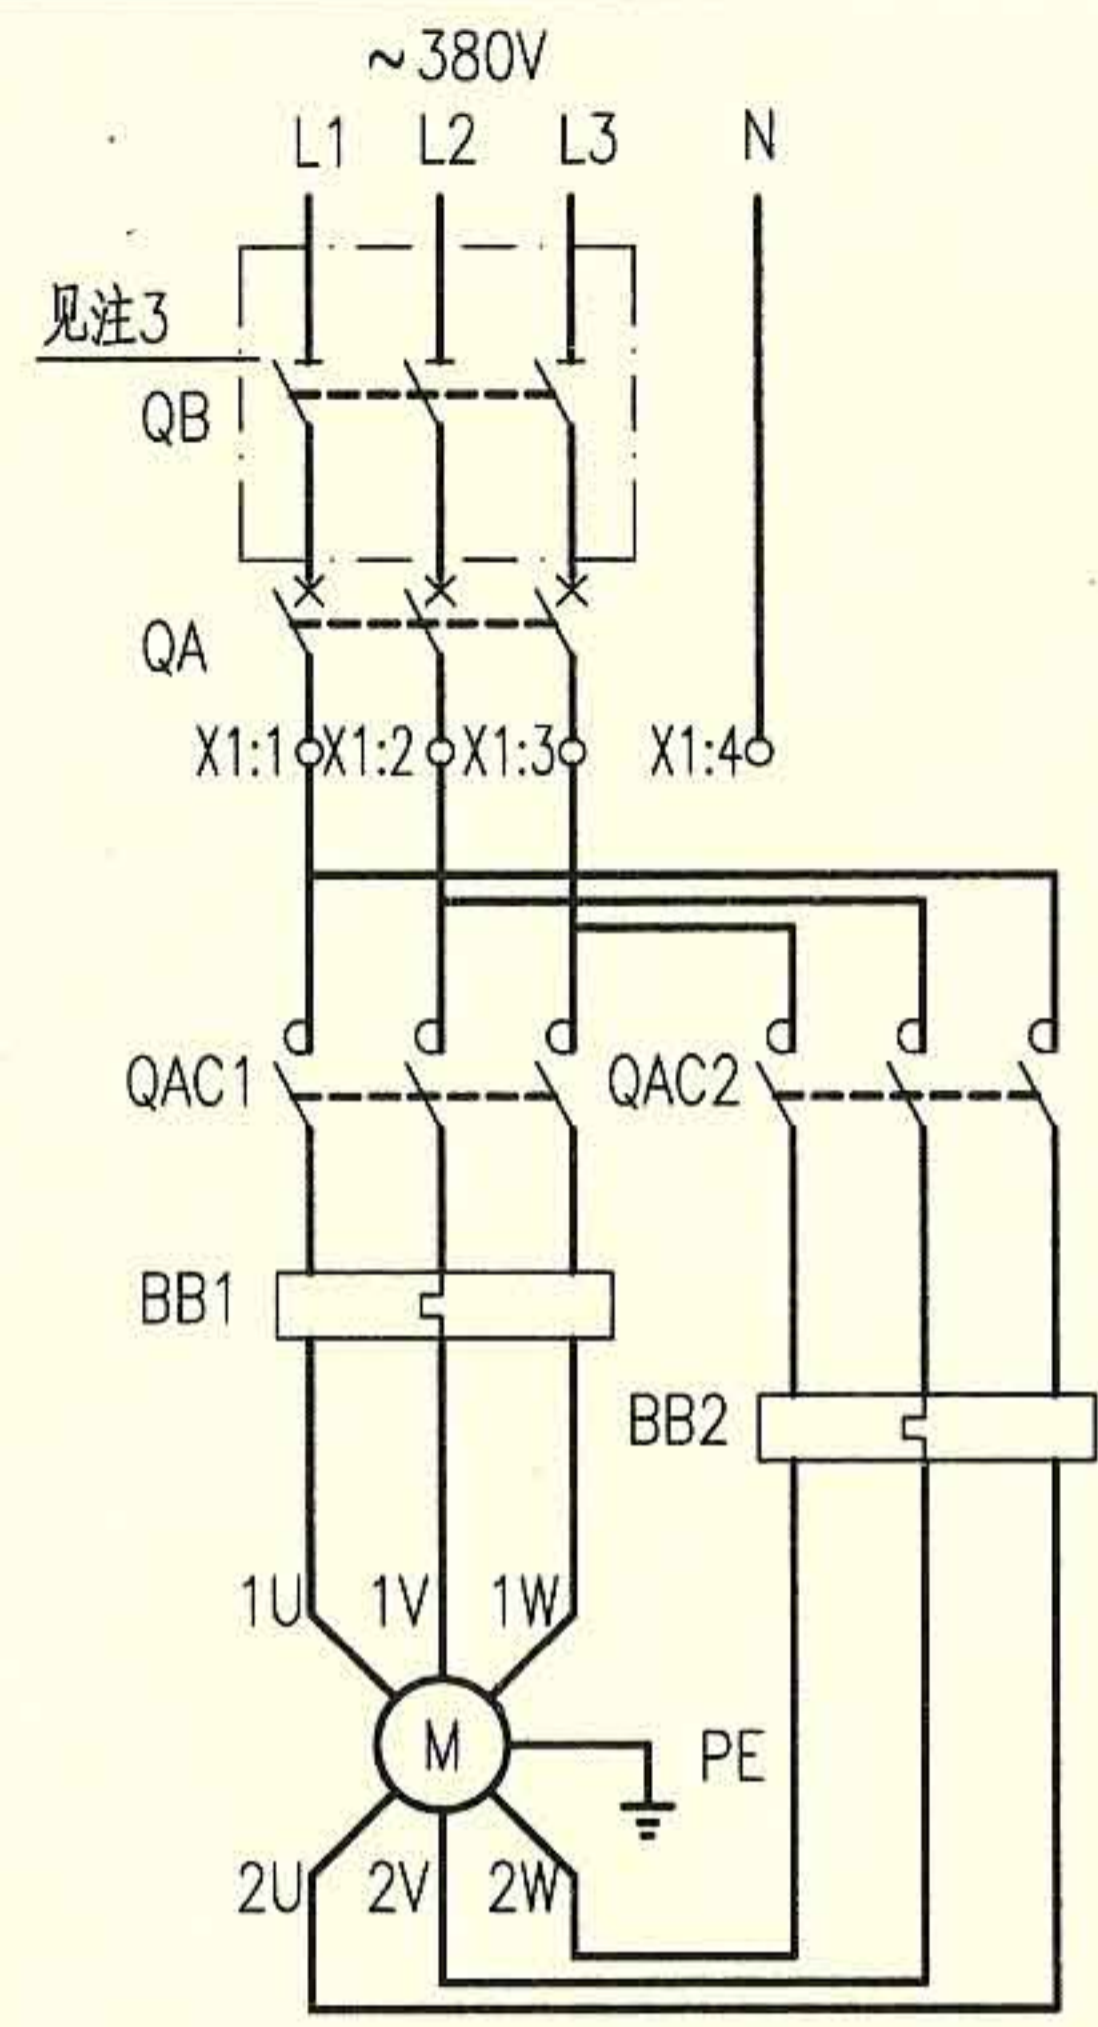 ~380V
L1 L2 L3 N
见注3
QB
QA
X1:1 X1:2 X1:3 X1:4
QAC1 QAC2
BB1
BB2
1U 1V 1W
M PE
2U 2V 2W